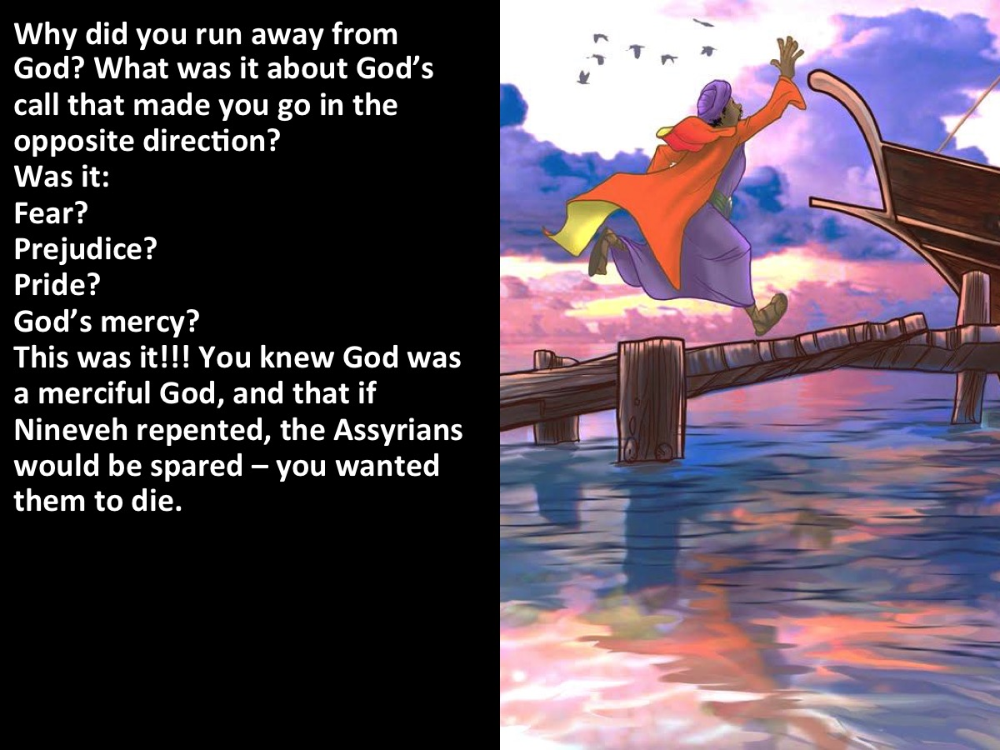 Why did you run away from
God? What was it about God’s
call that made you go in the
opposite direction?
Was it:
Fear?
Prejudice?
Pride?
God’s mercy?
This was it!!! You knew God was
a merciful God, and that if
Nineveh repented, the Assyrians
would be spared – you wanted
them to die.